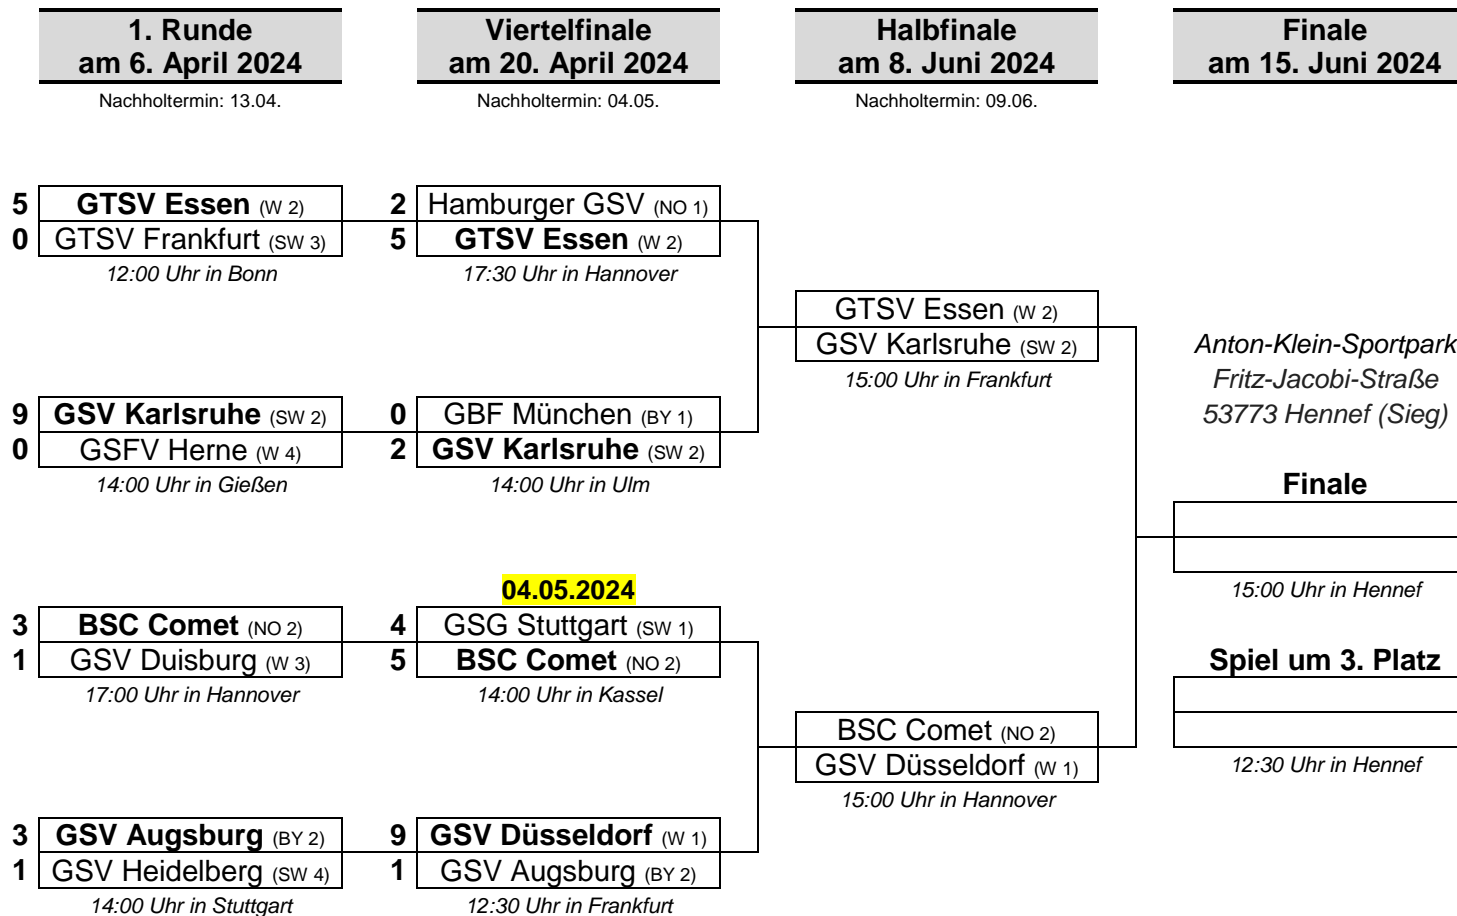 1. Runde
am 6. April 2024
Nachholtermin: 13.04.
Viertelfinale
am 20. April 2024
Nachholtermin: 04.05.
Halbfinale
am 8. Juni 2024
Nachholtermin: 09.06.
Finale
am 15. Juni 2024
5 GTSV Essen (W 2)
0 GTSV Frankfurt (SW 3)
12:00 Uhr in Bonn
9 GSV Karlsruhe (SW 2)
0 GSFV Herne (W 4)
14:00 Uhr in Gießen
3 BSC Comet (NO 2)
1 GSV Duisburg (W 3)
17:00 Uhr in Hannover
3 GSV Augsburg (BY 2)
1 GSV Heidelberg (SW 4)
14:00 Uhr in Stuttgart
2 Hamburger GSV (NO 1)
5 GTSV Essen (W 2)
17:30 Uhr in Hannover
0 GBF München (BY 1)
2 GSV Karlsruhe (SW 2)
14:00 Uhr in Ulm
04.05.2024
4 GSG Stuttgart (SW 1)
5 BSC Comet (NO 2)
14:00 Uhr in Kassel
9 GSV Düsseldorf (W 1)
1 GSV Augsburg (BY 2)
12:30 Uhr in Frankfurt
GTSV Essen (W 2)
GSV Karlsruhe (SW 2)
15:00 Uhr in Frankfurt
BSC Comet (NO 2)
GSV Düsseldorf (W 1)
15:00 Uhr in Hannover
Anton-Klein-Sportpark
Fritz-Jacobi-Straße
53773 Hennef (Sieg)
Finale
15:00 Uhr in Hennef
Spiel um 3. Platz
12:30 Uhr in Hennef